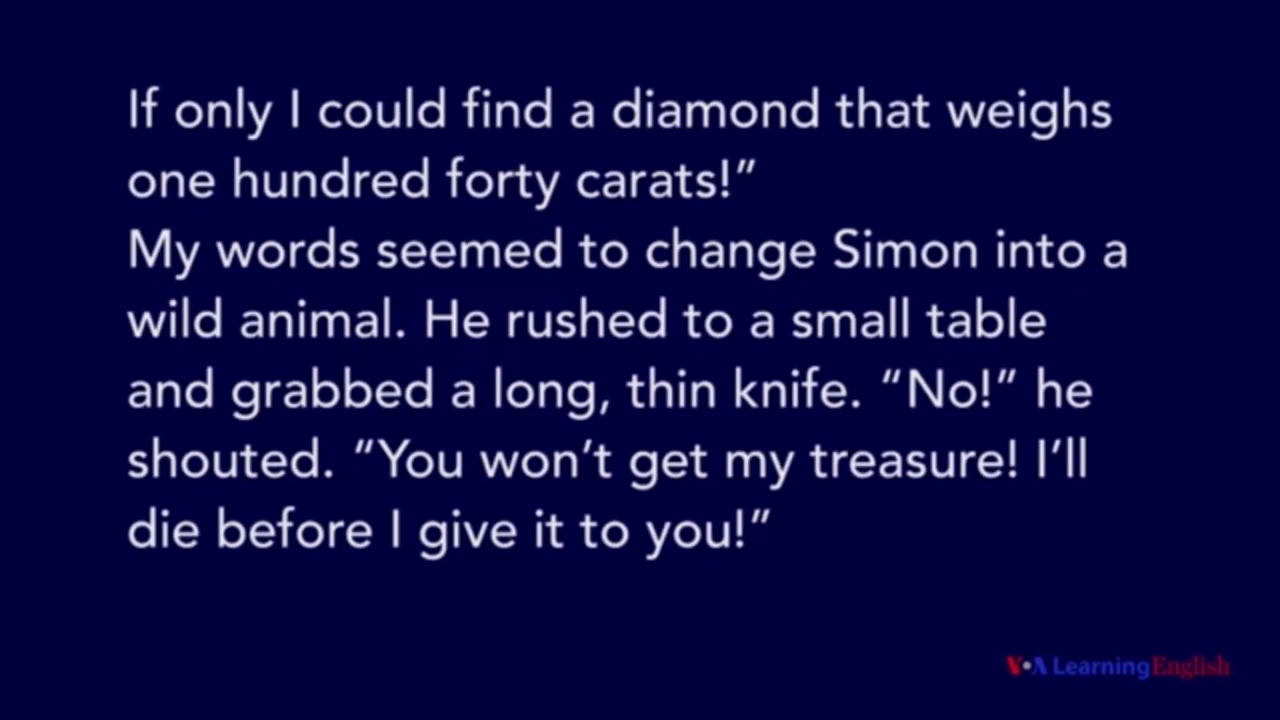 If only I could find a diamond that weighs
one hundred forty carats!”
My words seemed to change Simon into a
wild animal. He rushed to a small table
and grabbed a long, thin knife. “No!” he
shouted. “You won’t get my treasure! I’ll
die before I give it to you!”
VOA Learning English